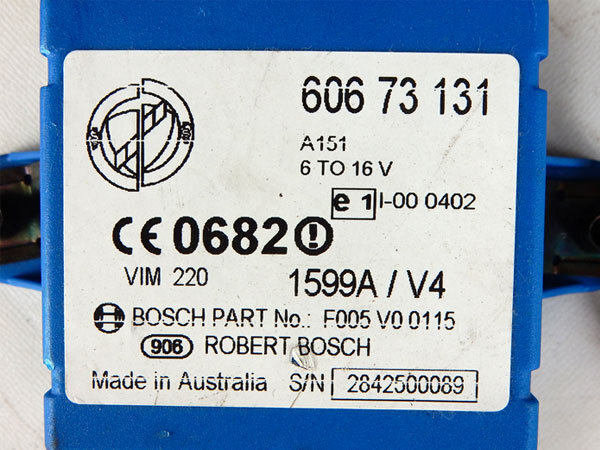 606 73 131
A151
6 TO 16 V
e1 I-00 0402
CE 0682 !
VIM 220 1599A / V4
BOSCH PART No.: F005 V0 0115
906 ROBERT BOSCH
Made in Australia S/N 2842500089